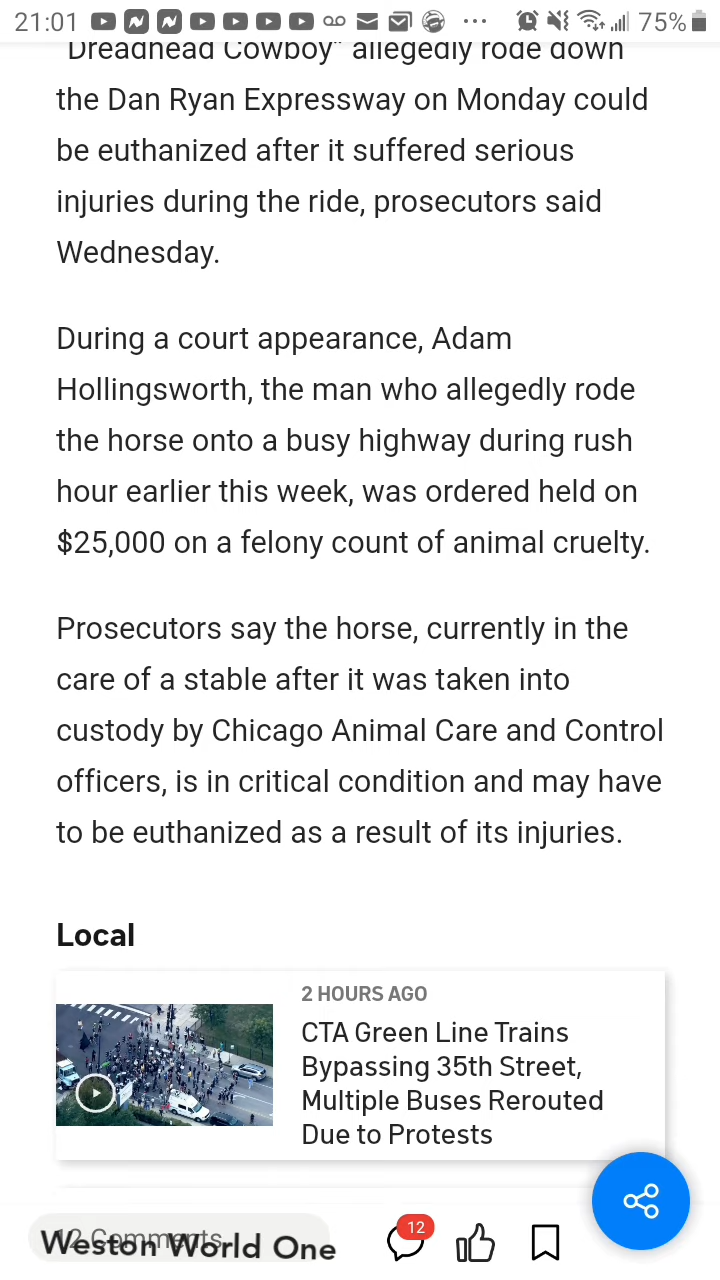 21:01 75%
"Dreadhead Cowboy" allegedly rode down
the Dan Ryan Expressway on Monday could
be euthanized after it suffered serious
injuries during the ride, prosecutors said
Wednesday.
During a court appearance, Adam
Hollingsworth, the man who allegedly rode
the horse onto a busy highway during rush
hour earlier this week, was ordered held on
$25,000 on a felony count of animal cruelty.
Prosecutors say the horse, currently in the
care of a stable after it was taken into
custody by Chicago Animal Care and Control
officers, is in critical condition and may have
to be euthanized as a result of its injuries.
Local
2 HOURS AGO
CTA Green Line Trains
Bypassing 35th Street,
Multiple Buses Rerouted
Due to Protests
12 Comments
Weston World One
12